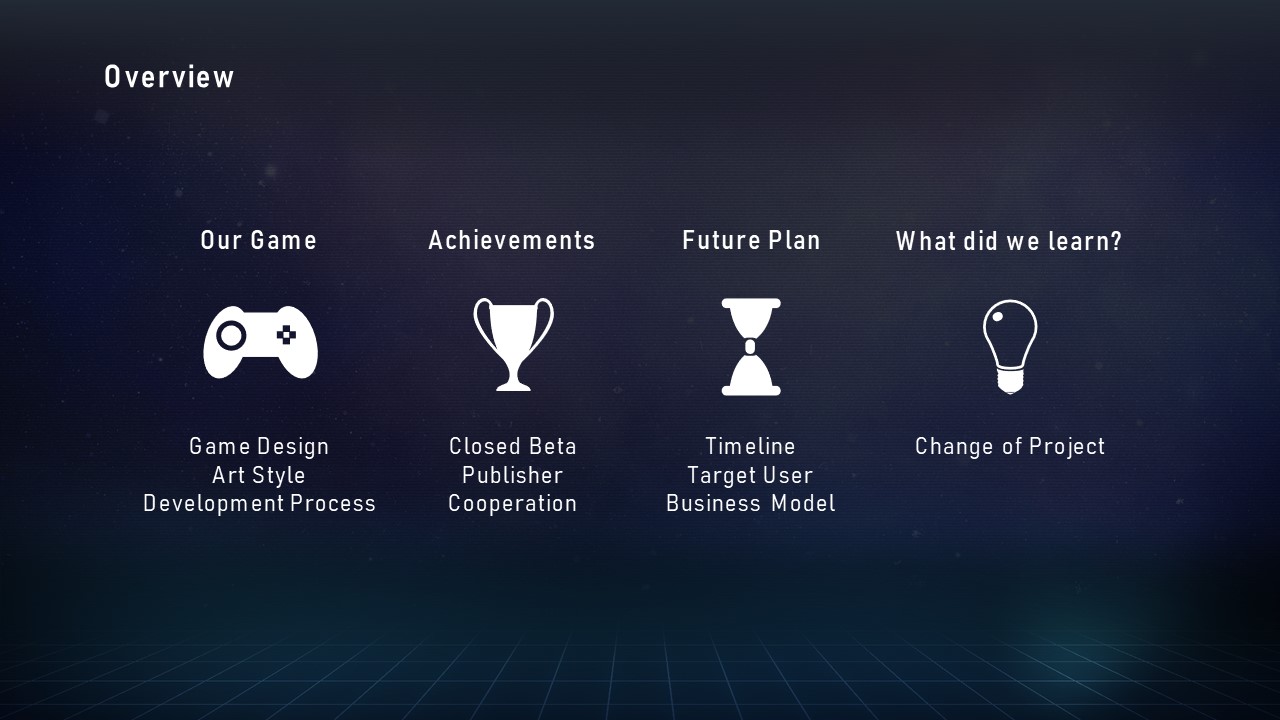 Overview
Our Game
Game Design
Art Style
Development Process
Achievements
Closed Beta
Publisher
Cooperation
Future Plan
Timeline
Target User
Business Model
What did we learn?
Change of Project